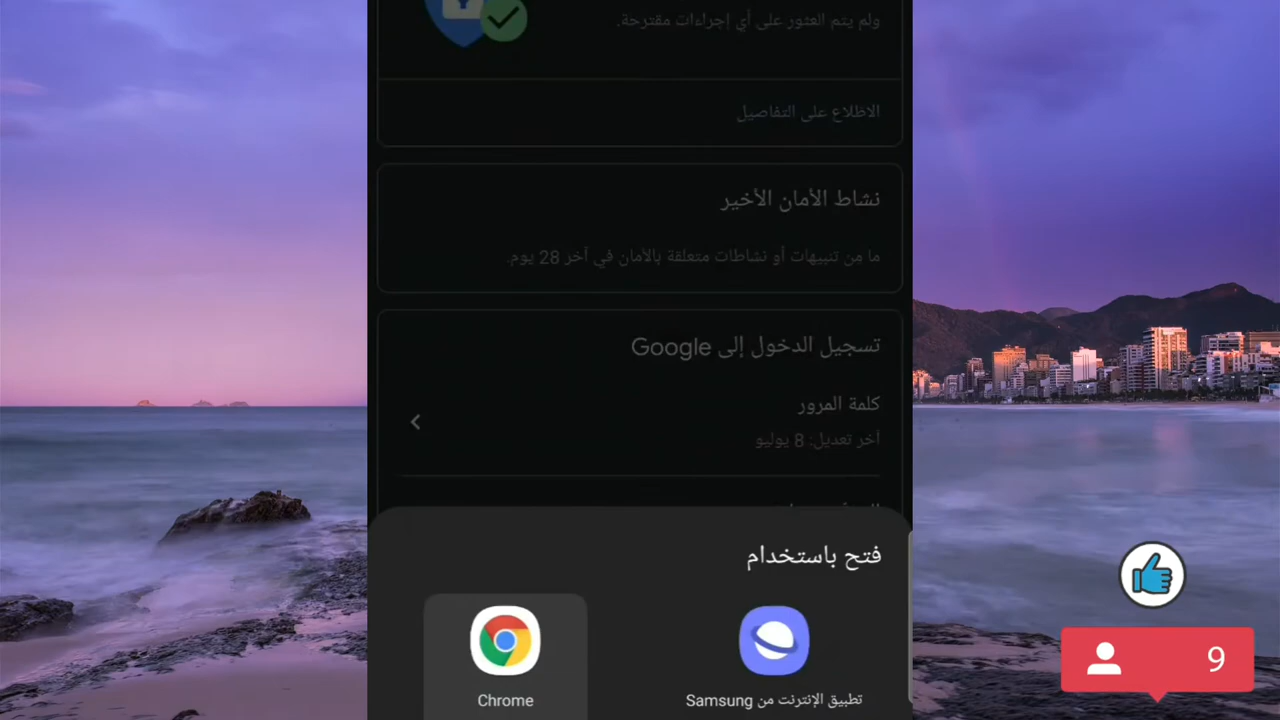 ولم يتم العثور على أي إجراءات مقترحة.
الاطّلاع على التفاصيل
نشاط الأمان الأخير
ما مِن تنبيهات أو نشاطات متعلقة بالأمان في آخر 28 يوم.
تسجيل الدخول إلى Google
كلمة المرور
آخر تعديل: 8 يوليو
فتح باستخدام
تطبيق الإنترنت من Samsung
Chrome
9